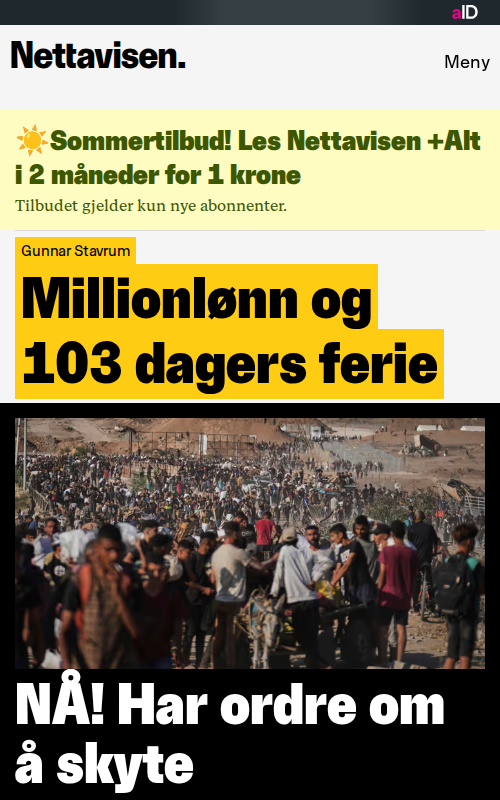 aID
Nettavisen.
Meny
☀️Sommertilbud! Les Nettavisen +Alt
i 2 måneder for 1 krone
Tilbudet gjelder kun nye abonnenter.
Gunnar Stavrum
Millionlønn og
103 dagers ferie
NÅ! Har ordre om
å skyte